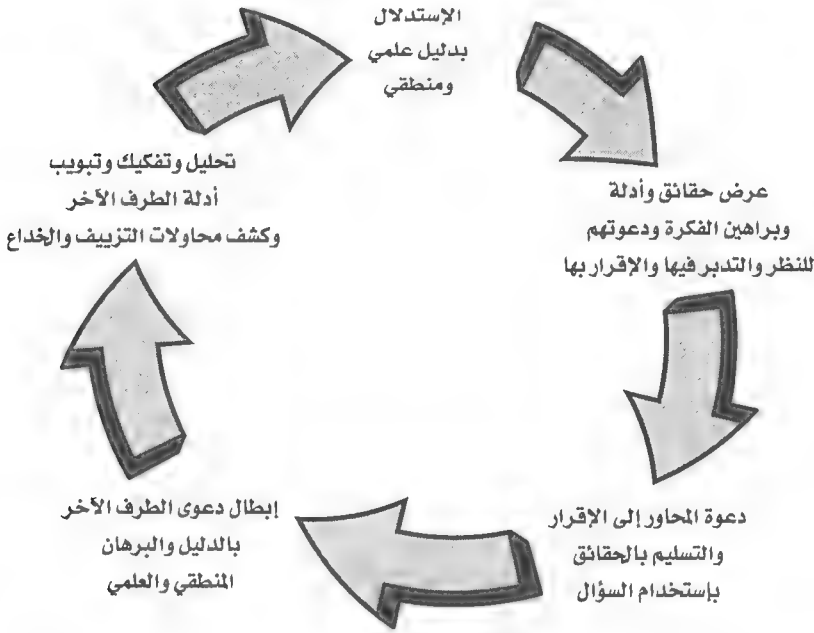 الإستدلال
بدليل علمي
ومنطقي
عرض حقائق وأدلة
وبراهين الفكرة ودعوتهم
للنظر والتدبر فيها والإقرار بها
دعوة المحاور إلى الإقرار
والتسليم بالحقائق
بإستخدام السؤال
إبطال دعوى الطرف الآخر
بالدليل والبرهان
المنطقي والعلمي
تحليل وتفكيك وتبويب
أدلة الطرف الآخر
وكشف محاولات التزييف والخداع